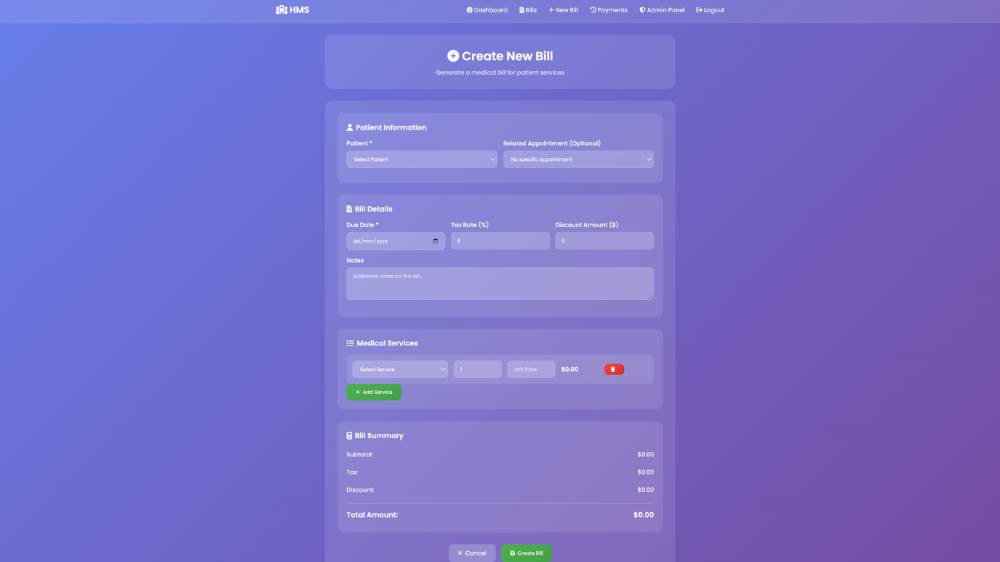 HMS Dashboard Bills New Bill Payments Admin Panel Logout
Create New Bill
Generate a medical bill for patient services
Patient Information
Patient * Related Appointment (Optional)
Select Patient No specific appointment
Bill Details
Due Date * Tax Rate (%) Discount Amount ($)
dd/mm/yyyy 0 0
Notes
Additional notes for this bill...
Medical Services
Select Service 1 Unit Price $0.00
+ Add Service
Bill Summary
Subtotal: $0.00
Tax: $0.00
Discount: $0.00
Total Amount: $0.00
Cancel Create Bill